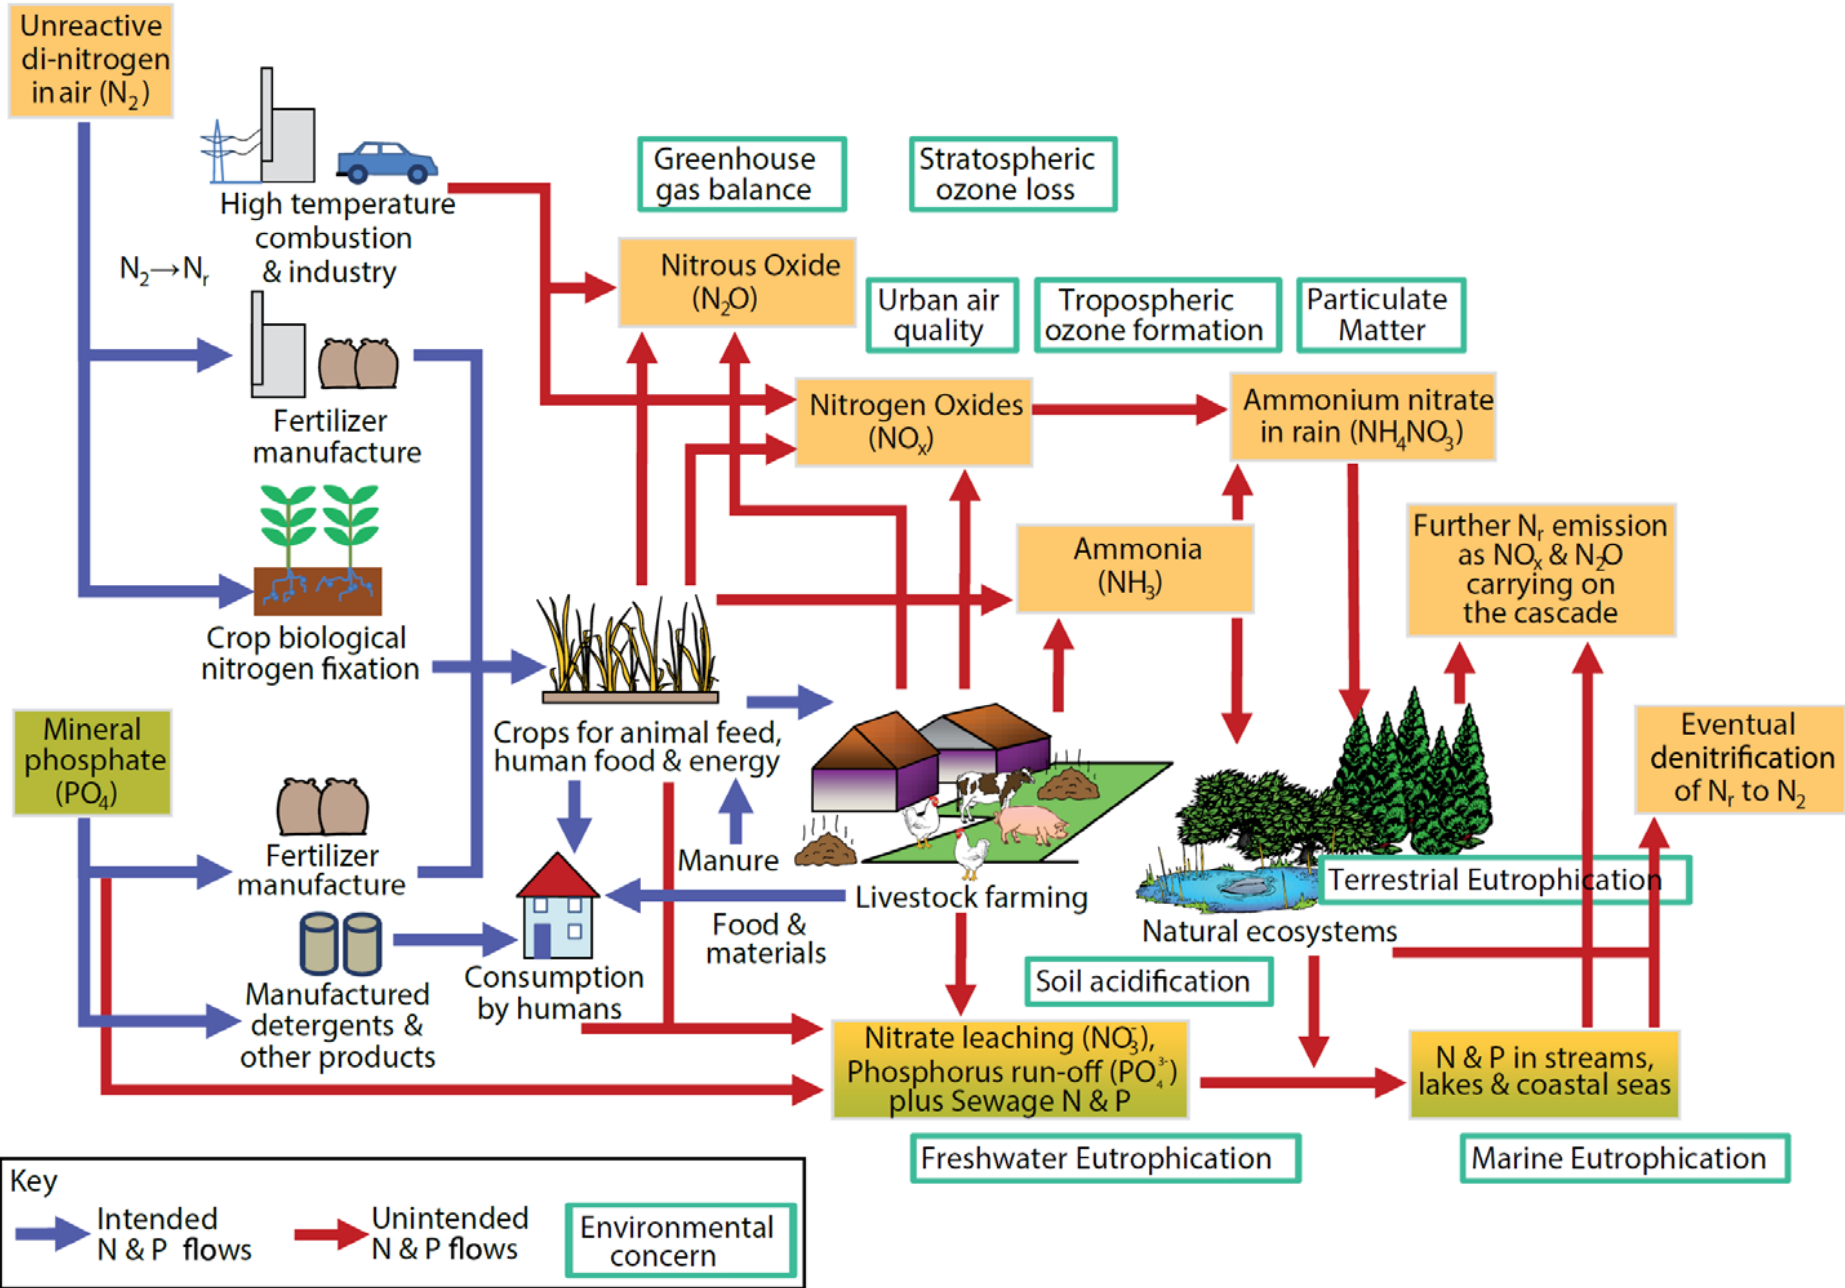 Unreactive
di-nitrogen
in air (N₂)
High temperature
combustion
& industry
N₂→Nᵣ
Fertilizer
manufacture
Crop biological
nitrogen fixation
Mineral
phosphate
(PO₄)
Fertilizer
manufacture
Manufactured
detergents &
other products
Greenhouse
gas balance
Stratospheric
ozone loss
Nitrous Oxide
(N₂O)
Urban air
quality
Tropospheric
ozone formation
Particulate
Matter
Nitrogen Oxides
(NOₓ)
Ammonium nitrate
in rain (NH₄NO₃)
Ammonia
(NH₃)
Further Nᵣ emission
as NOₓ & N₂O
carrying on
the cascade
Crops for animal feed,
human food & energy
Manure
Livestock farming
Food &
materials
Consumption
by humans
Eventual
denitrification
of Nᵣ to N₂
Terrestrial Eutrophication
Natural ecosystems
Soil acidification
Nitrate leaching (NO₃⁻),
Phosphorus run-off (PO₄³⁻)
plus Sewage N & P
N & P in streams,
lakes & coastal seas
Freshwater Eutrophication
Marine Eutrophication
Key
Intended
N & P flows
Unintended
N & P flows
Environmental
concern